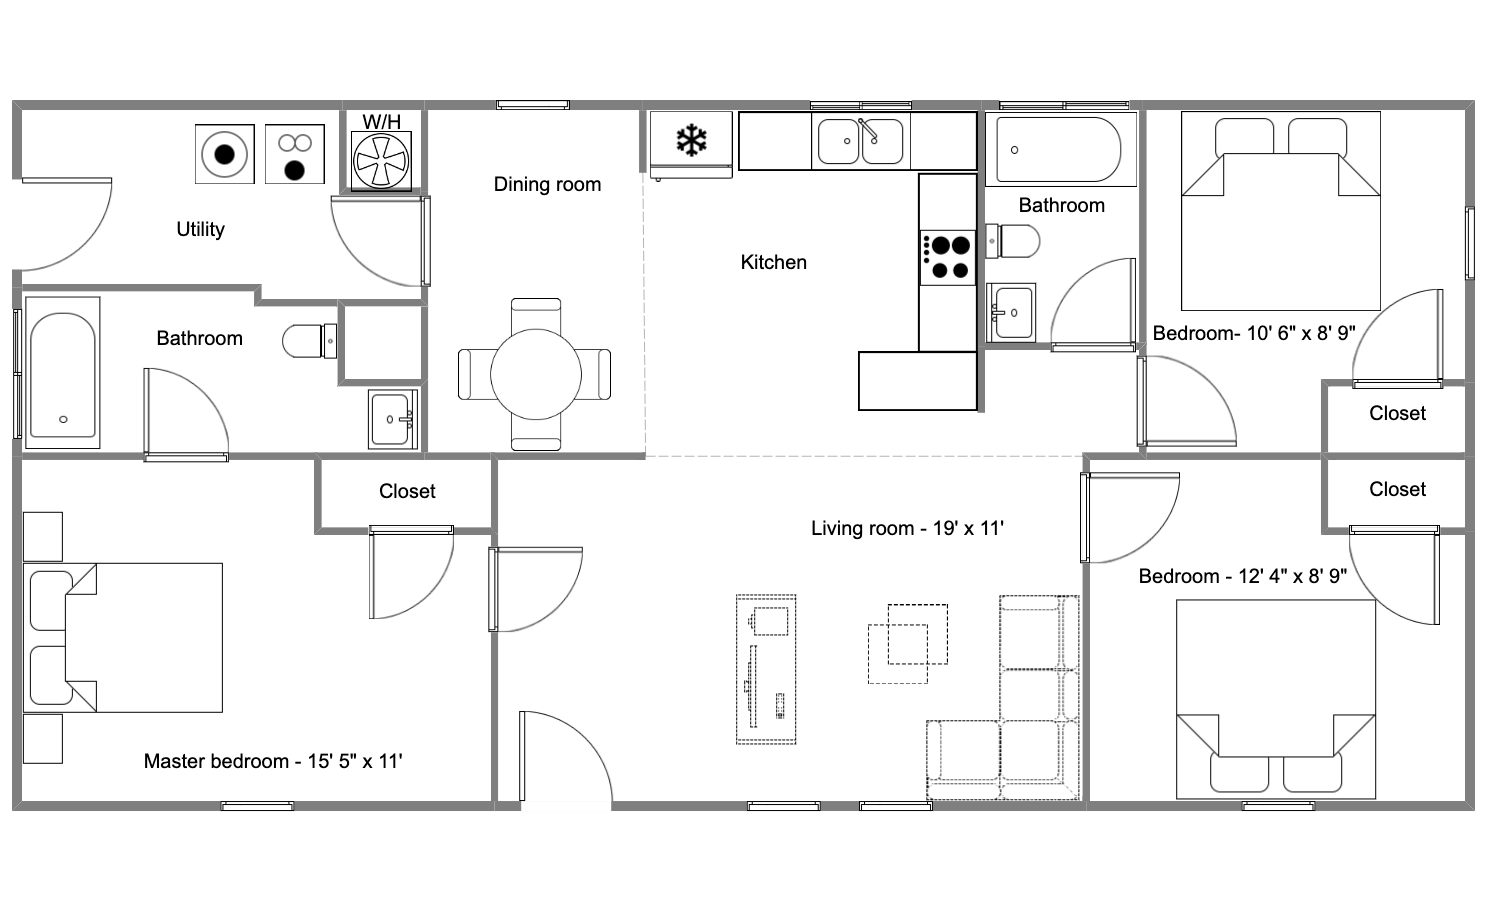 W/H
Dining room
Utility
Kitchen
Bathroom
Bathroom
Bedroom- 10' 6" x 8' 9"
Closet
Closet
Closet
Living room - 19' x 11'
Bedroom - 12' 4" x 8' 9"
Master bedroom - 15' 5" x 11'